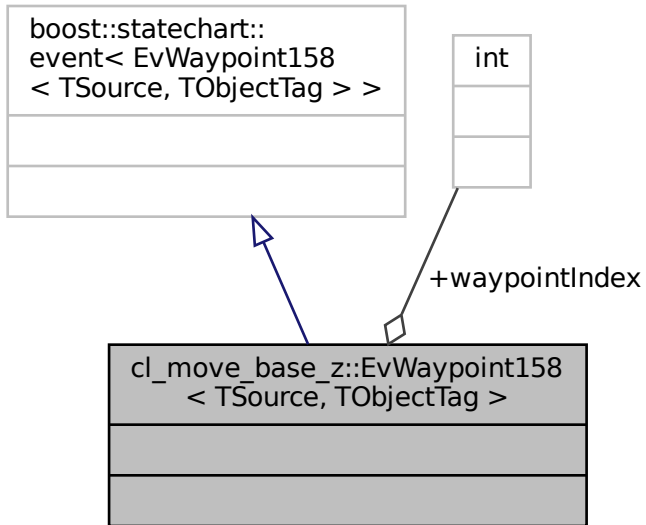 boost::statechart::
event< EvWaypoint158
< TSource, TObjectTag > >
int
+waypointIndex
cl_move_base_z::EvWaypoint158
< TSource, TObjectTag >